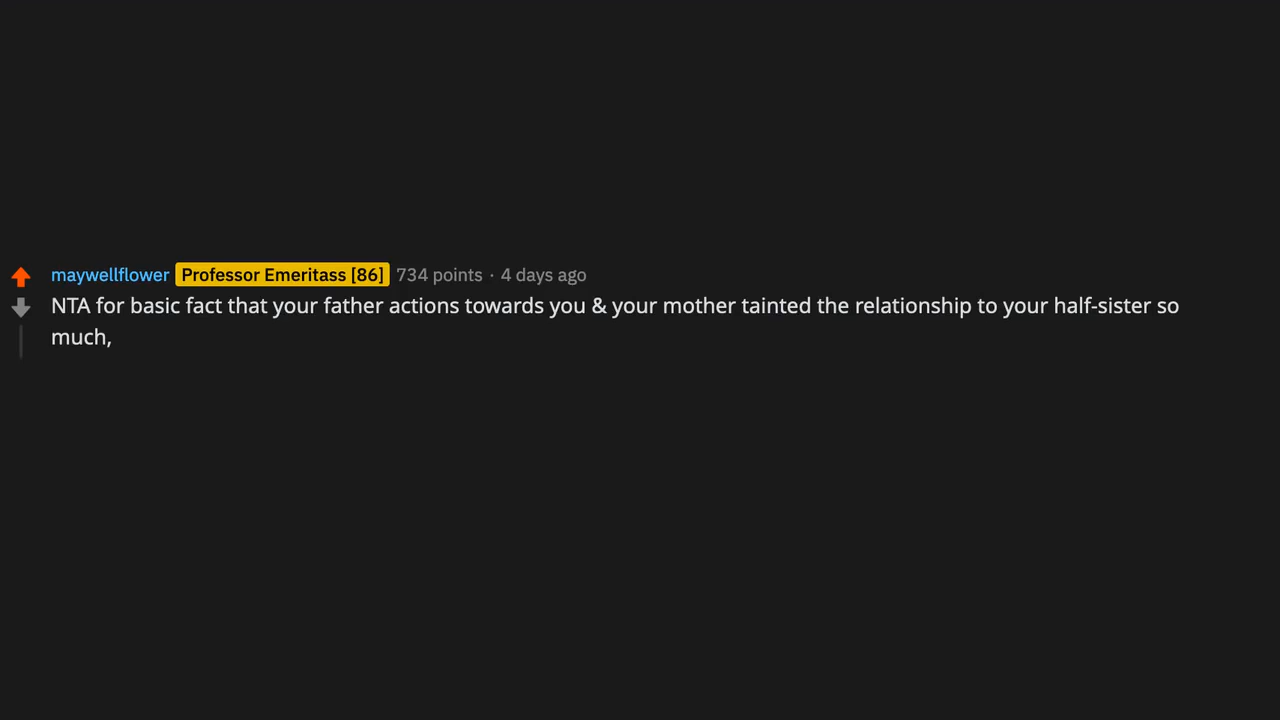 maywellflower Professor Emeritass [86] 734 points · 4 days ago
NTA for basic fact that your father actions towards you & your mother tainted the relationship to your half-sister so
much,